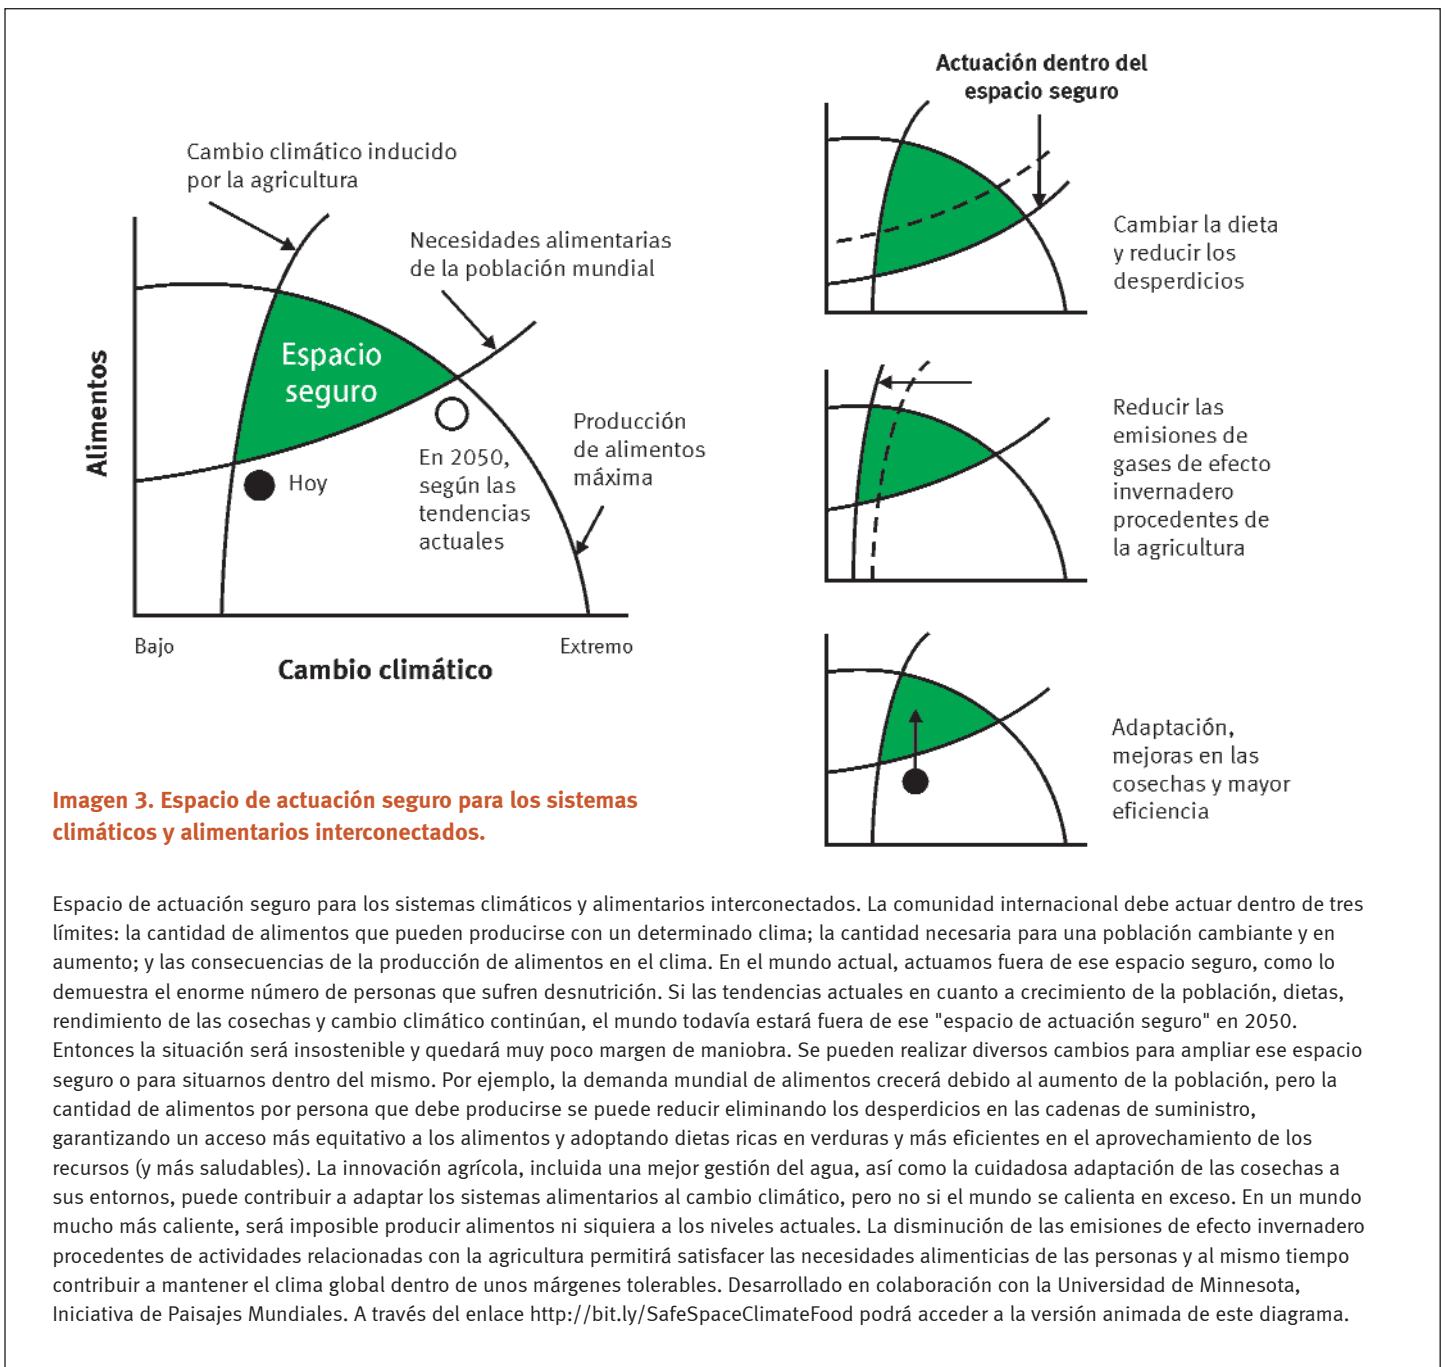 Actuación dentro del
espacio seguro
Cambio climático inducido
por la agricultura
Necesidades alimentarias
de la población mundial
Espacio
seguro
Alimentos
Hoy
En 2050,
según las
tendencias
actuales
Producción
de alimentos
máxima
Bajo
Extremo
Cambio climático
Cambiar la dieta
y reducir los
desperdicios
Reducir las
emisiones de
gases de efecto
invernadero
procedentes de
la agricultura
Adaptación,
mejoras en las
cosechas y mayor
eficiencia
Imagen 3. Espacio de actuación seguro para los sistemas
climáticos y alimentarios interconectados.
Espacio de actuación seguro para los sistemas climáticos y alimentarios interconectados. La comunidad internacional debe actuar dentro de tres
límites: la cantidad de alimentos que pueden producirse con un determinado clima; la cantidad necesaria para una población cambiante y en
aumento; y las consecuencias de la producción de alimentos en el clima. En el mundo actual, actuamos fuera de ese espacio seguro, como lo
demuestra el enorme número de personas que sufren desnutrición. Si las tendencias actuales en cuanto a crecimiento de la población, dietas,
rendimiento de las cosechas y cambio climático continúan, el mundo todavía estará fuera de ese "espacio de actuación seguro" en 2050.
Entonces la situación será insostenible y quedará muy poco margen de maniobra. Se pueden realizar diversos cambios para ampliar ese espacio
seguro o para situarnos dentro del mismo. Por ejemplo, la demanda mundial de alimentos crecerá debido al aumento de la población, pero la
cantidad de alimentos por persona que debe producirse se puede reducir eliminando los desperdicios en las cadenas de suministro,
garantizando un acceso más equitativo a los alimentos y adoptando dietas ricas en verduras y más eficientes en el aprovechamiento de los
recursos (y más saludables). La innovación agrícola, incluida una mejor gestión del agua, así como la cuidadosa adaptación de las cosechas a
sus entornos, puede contribuir a adaptar los sistemas alimentarios al cambio climático, pero no si el mundo se calienta en exceso. En un mundo
mucho más caliente, será imposible producir alimentos ni siquiera a los niveles actuales. La disminución de las emisiones de efecto invernadero
procedentes de actividades relacionadas con la agricultura permitirá satisfacer las necesidades alimenticias de las personas y al mismo tiempo
contribuir a mantener el clima global dentro de unos márgenes tolerables. Desarrollado en colaboración con la Universidad de Minnesota,
Iniciativa de Paisajes Mundiales. A través del enlace http://bit.ly/SafeSpaceClimateFood podrá acceder a la versión animada de este diagrama.